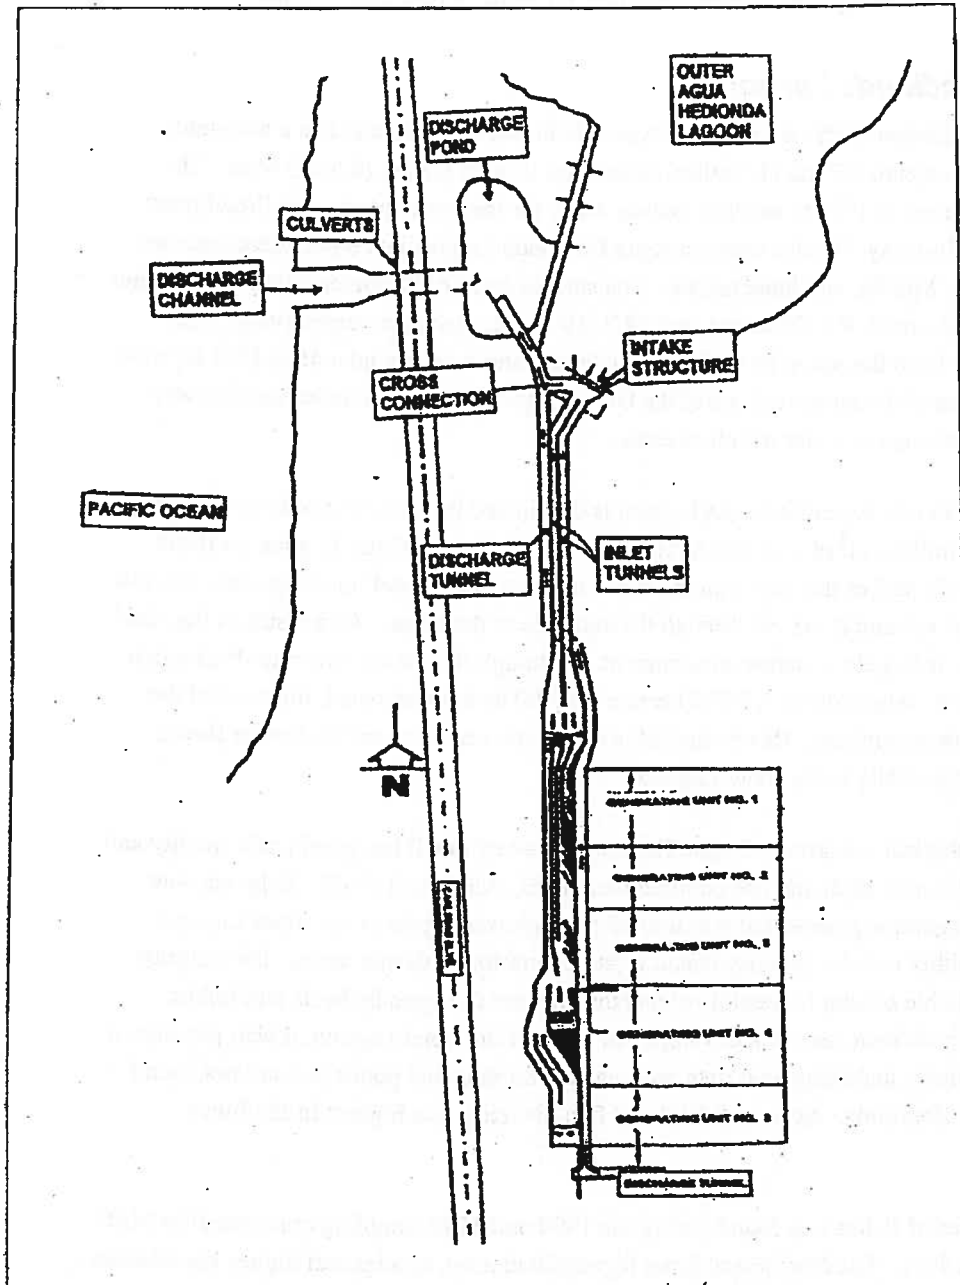 OUTER
AGUA
HEDIONDA
LAGOON
DISCHARGE
POND
CULVERTS
DISCHARGE
CHANNEL
INTAKE
STRUCTURE
CROSS
CONNECTION
PACIFIC OCEAN
DISCHARGE
TUNNEL
INLET
TUNNELS
N
GENERATING UNIT NO. 1
GENERATING UNIT NO. 2
GENERATING UNIT NO.
GENERATING UNIT NO. 4
GENERATING UNIT NO.
DISCHARGE TUNNEL